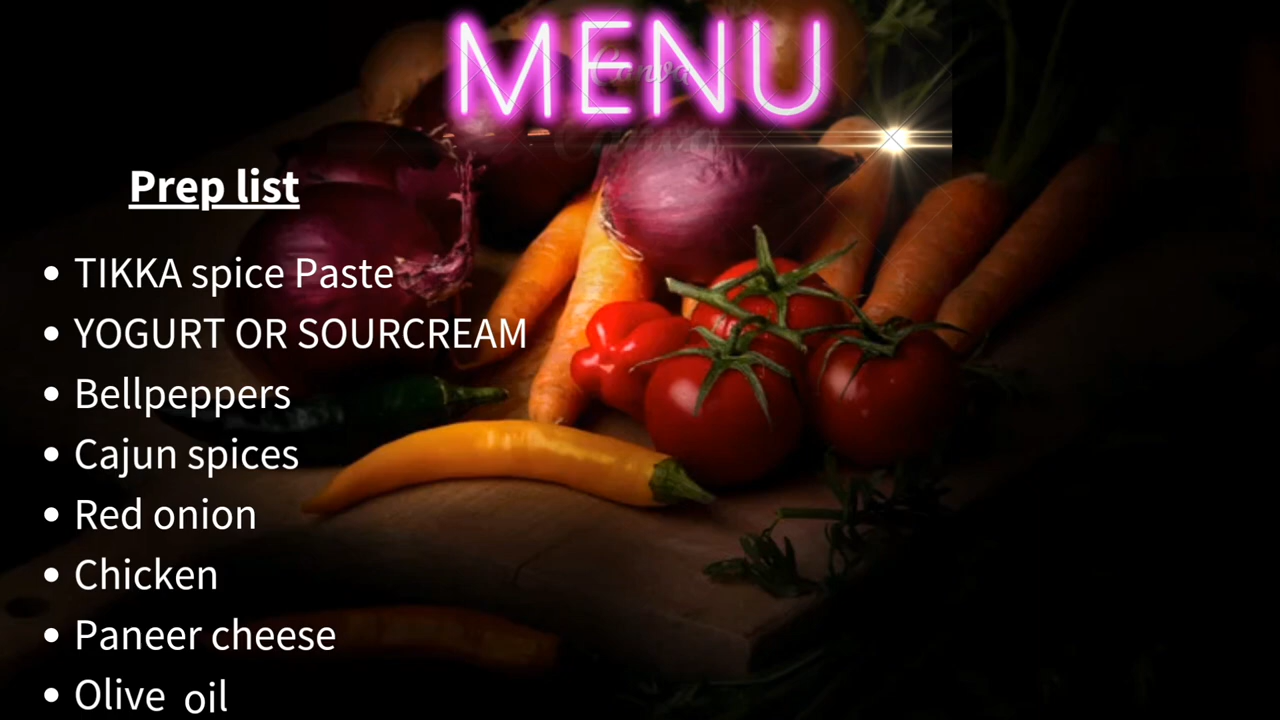 MENU
Canva
Prep list
• TIKKA spice Paste
• YOGURT OR SOURCREAM
• Bellpeppers
• Cajun spices
• Red onion
• Chicken
• Paneer cheese
• Olive oil